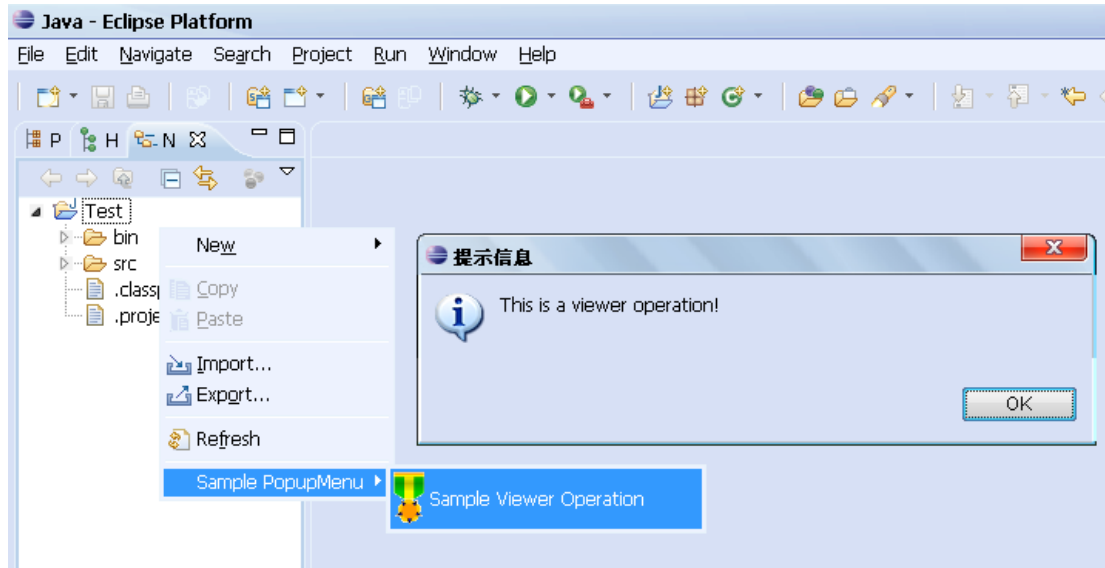 Java - Eclipse Platform
File Edit Navigate Search Project Run Window Help
P H N
Test
bin
src
.classp
.proje
New
Copy
Paste
Import...
Export...
Refresh
Sample PopupMenu
Sample Viewer Operation
提示信息
This is a viewer operation!
OK